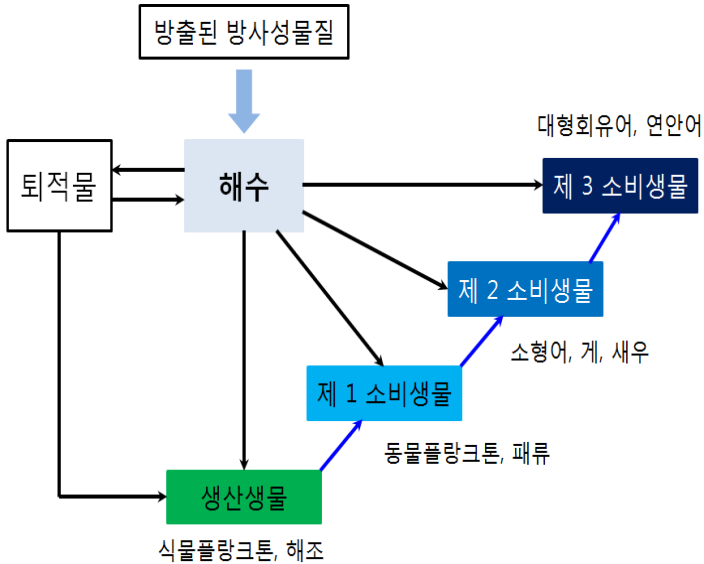 방출된 방사성물질
대형회유어, 연안어
퇴적물
해수
제 3 소비생물
제 2 소비생물
소형어, 게, 새우
제 1 소비생물
동물플랑크톤, 패류
생산생물
식물플랑크톤, 해조